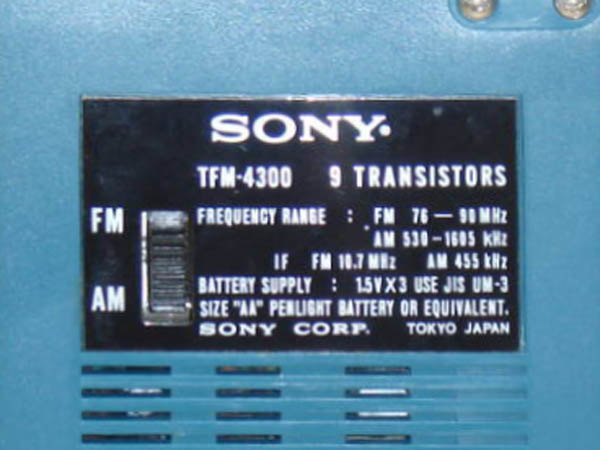 SONY.
TFM-4300 9 TRANSISTORS
FM
FREQUENCY RANGE : FM 76 — 90 MHz
AM 530-1605 kHz
IF FM 10.7 MHz AM 455 kHz
AM
BATTERY SUPPLY : 1.5V X 3 USE JIS UM-3
SIZE "AA" PENLIGHT BATTERY OR EQUIVALENT.
SONY CORP. TOKYO JAPAN